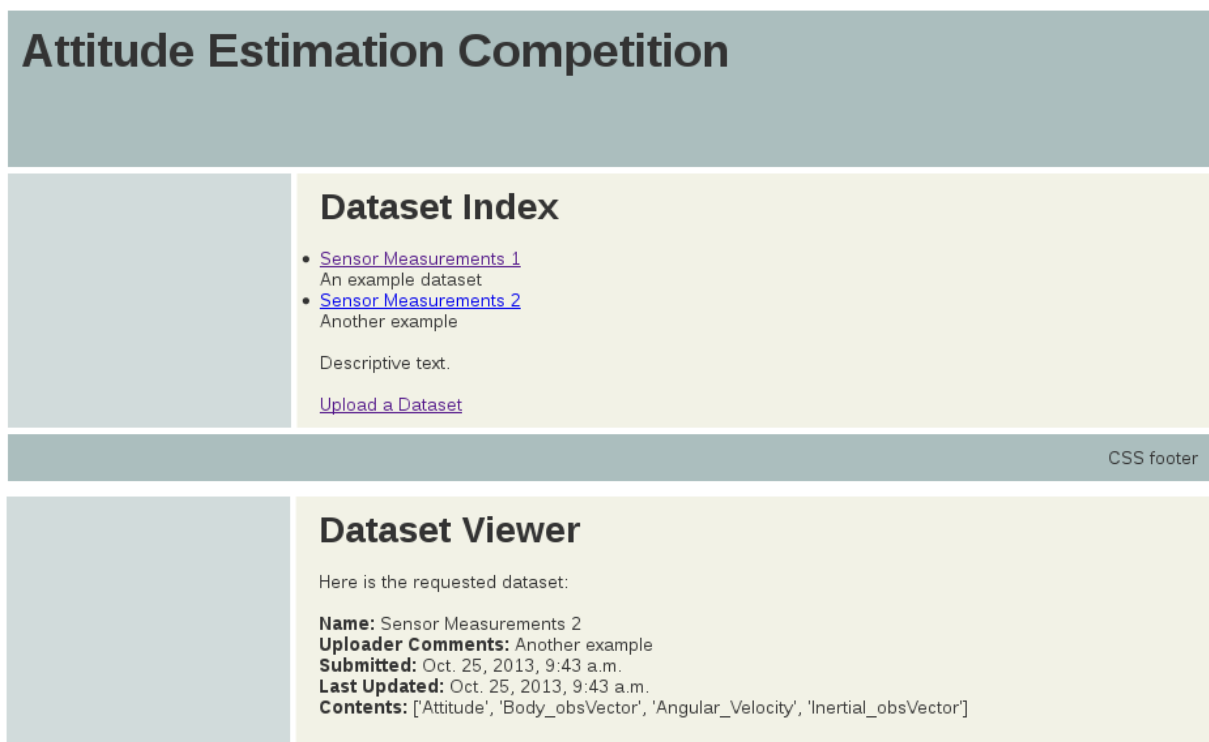 Attitude Estimation Competition
Dataset Index
Sensor Measurements 1
An example dataset
Sensor Measurements 2
Another example
Descriptive text.
Upload a Dataset
CSS footer
Dataset Viewer
Here is the requested dataset:
Name: Sensor Measurements 2
Uploader Comments: Another example
Submitted: Oct. 25, 2013, 9:43 a.m.
Last Updated: Oct. 25, 2013, 9:43 a.m.
Contents: ['Attitude', 'Body_obsVector', 'Angular_Velocity', 'Inertial_obsVector']